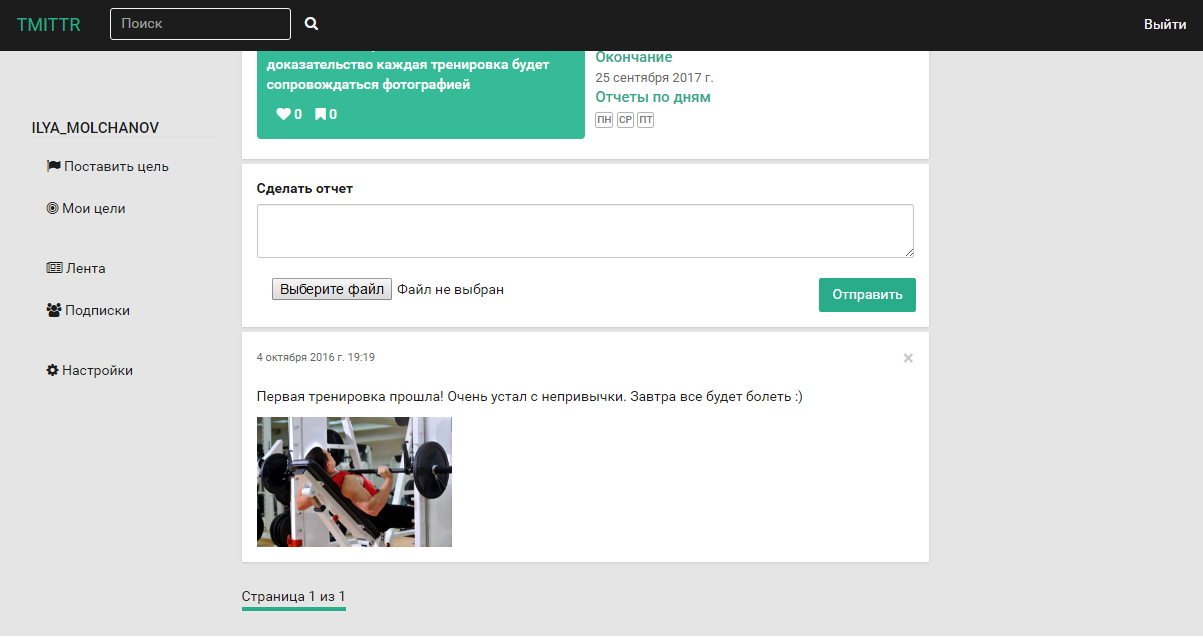 TMITTR
Поиск
Выйти
доказательство каждая тренировка будет
сопровождаться фотографией
0 0
Окончание
25 сентября 2017 г.
Отчеты по дням
ПН СР ПТ
ILYA_MOLCHANOV
Поставить цель
Мои цели
Лента
Подписки
Настройки
Сделать отчет
Выберите файл Файл не выбран
Отправить
4 октября 2016 г. 19:19
×
Первая тренировка прошла! Очень устал с непривычки. Завтра все будет болеть :)
Страница 1 из 1